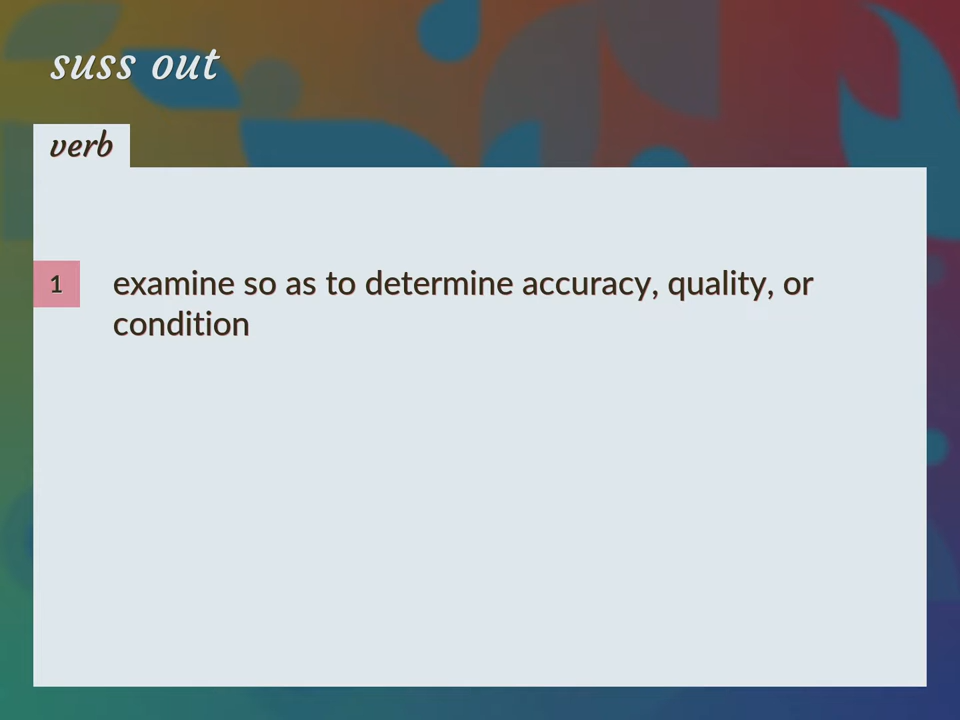 suss out
verb
1
examine so as to determine accuracy, quality, or
condition